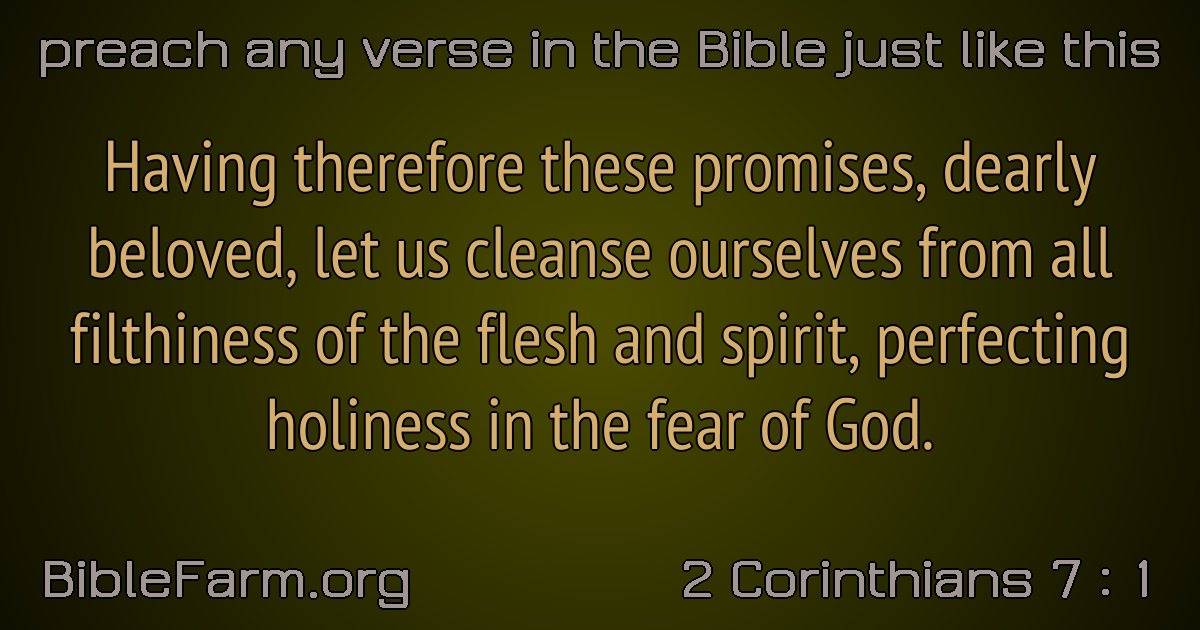 preach any verse in the Bible just like this
Having therefore these promises, dearly
beloved, let us cleanse ourselves from all
filthiness of the flesh and spirit, perfecting
holiness in the fear of God.
BibleFarm.org
2 Corinthians 7 : 1